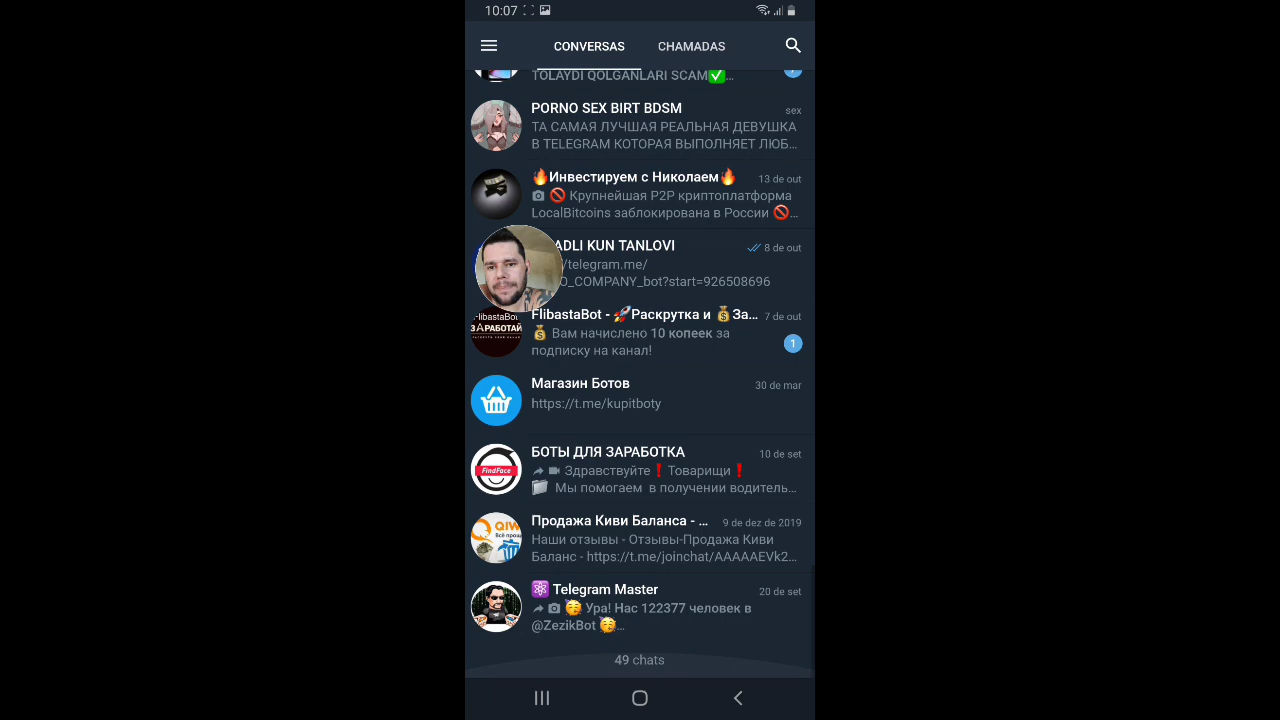 10:07
CONVERSAS
CHAMADAS
TOLAYDI QOLGANLARI SCAM✅...
PORNO SEX BIRT BDSM
sex
ТА САМАЯ ЛУЧШАЯ РЕАЛЬНАЯ ДЕВУШКА
В TELEGRAM КОТОРАЯ ВЫПОЛНЯЕТ ЛЮБ...
🔥Инвестируем с Николаем🔥
13 de out
🚫 Крупнейшая P2P криптоплатформа
LocalBitcoins заблокирована в России 🚫...
ADLI KUN TANLOVI
8 de out
/telegram.me/
O_COMPANY_bot?start=926508696
FlibastaBot - 🚀Раскрутка и 💰За...
7 de out
💰 Вам начислено 10 копеек за
подписку на канал!
1
Магазин Ботов
30 de mar
https://t.me/kupitboty
БОТЫ ДЛЯ ЗАРАБОТКА
10 de set
FindFace
Здравствуйте❗Товарищи❗
Мы помогаем в получении водитель...
Продажа Киви Баланса - ...
9 de dez de 2019
Наши отзывы - Отзывы-Продажа Киви
Баланс - https://t.me/joinchat/AAAAAEVk2...
⚛ Telegram Master
20 de set
🥳 Ура! Нас 122377 человек в
@ZezikBot 🥳...
49 chats